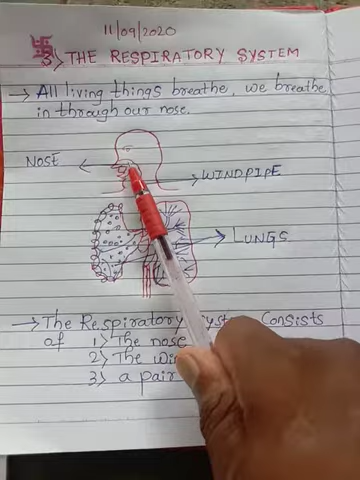 11/09/2020
3) THE RESPIRATORY SYSTEM
→ All living things breathe, we breathe
in through our nose.
NOSE
WINDPIPE
LUNGS
→ The Respiratory System Consists
of 1) The nose
2) The
3) a pair